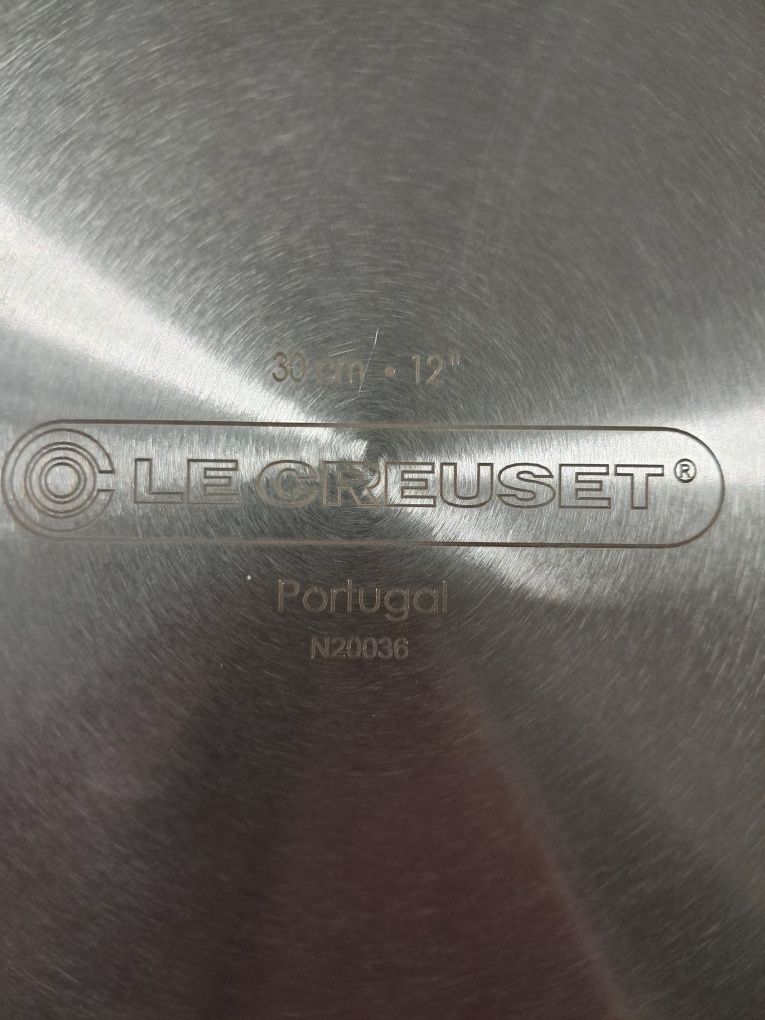 30 cm • 12"
LE CREUSET®
Portugal
N20036